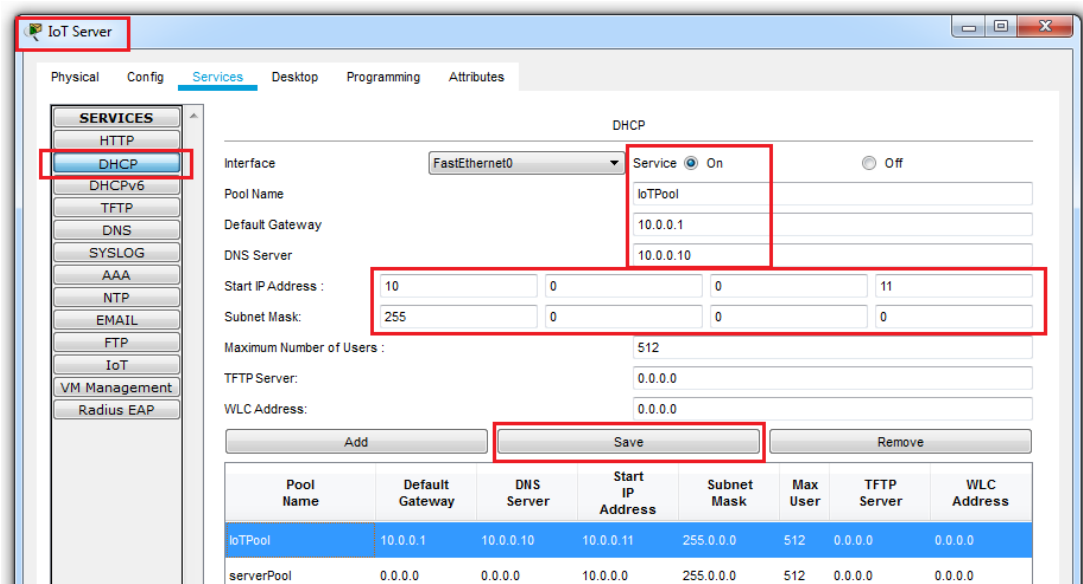 IoT Server
Physical Config Services Desktop Programming Attributes
SERVICES
HTTP
DHCP
DHCPv6
TFTP
DNS
SYSLOG
AAA
NTP
EMAIL
FTP
IoT
VM Management
Radius EAP
DHCP
Interface FastEthernet0 Service On Off
Pool Name IoTPool
Default Gateway 10.0.0.1
DNS Server 10.0.0.10
Start IP Address : 10 0 0 11
Subnet Mask: 255 0 0 0
Maximum Number of Users : 512
TFTP Server: 0.0.0.0
WLC Address: 0.0.0.0
Add Save Remove
Pool Name Default Gateway DNS Server Start IP Address Subnet Mask Max User TFTP Server WLC Address
IoTPool 10.0.0.1 10.0.0.10 10.0.0.11 255.0.0.0 512 0.0.0.0 0.0.0.0
serverPool 0.0.0.0 0.0.0.0 10.0.0.0 255.0.0.0 512 0.0.0.0 0.0.0.0